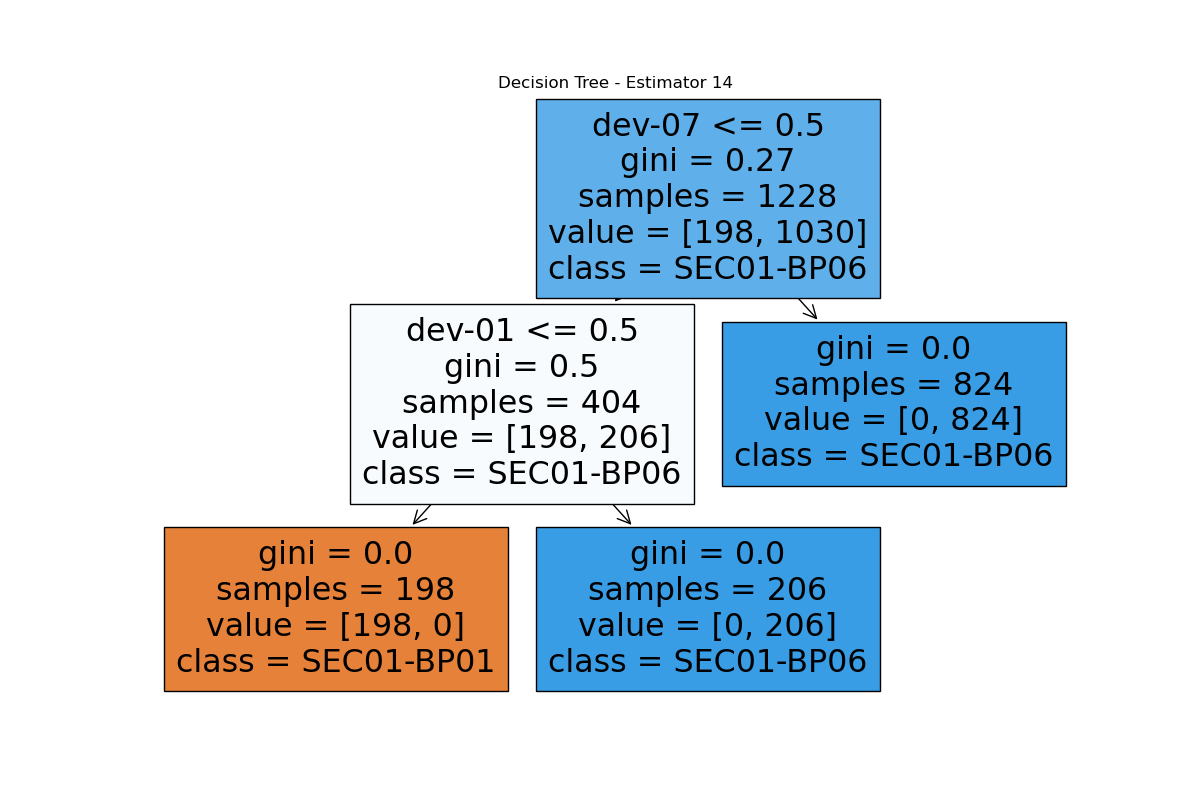 Decision Tree - Estimator 14
dev-07 <= 0.5
gini = 0.27
samples = 1228
value = [198, 1030]
class = SEC01-BP06
dev-01 <= 0.5
gini = 0.5
samples = 404
value = [198, 206]
class = SEC01-BP06
gini = 0.0
samples = 824
value = [0, 824]
class = SEC01-BP06
gini = 0.0
samples = 198
value = [198, 0]
class = SEC01-BP01
gini = 0.0
samples = 206
value = [0, 206]
class = SEC01-BP06